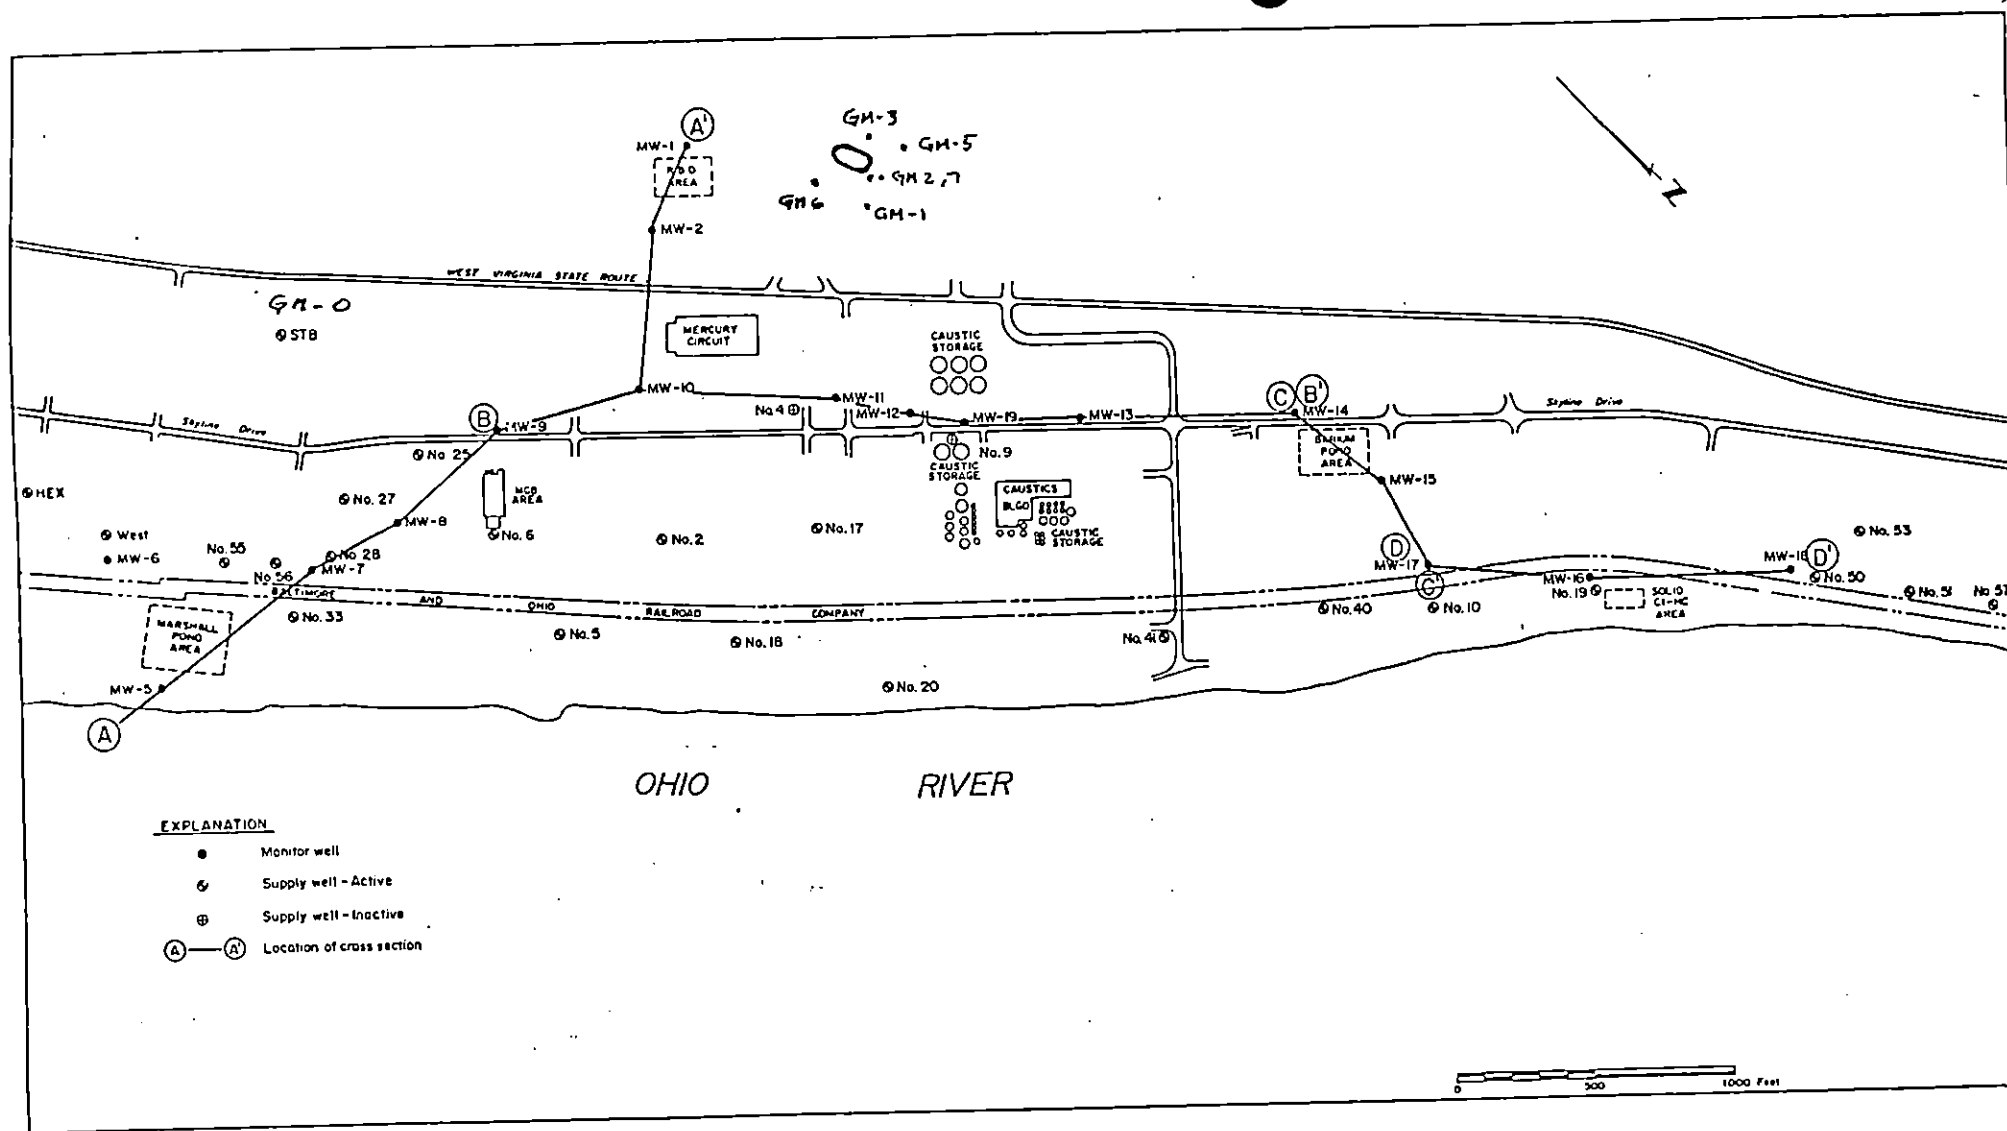 GM-3
A'
MW-1
GM-5
AREA
GM 2,7
GM6
GM-1
N
MW-2
WEST VIRGINIA STATE ROUTE
GM-0
STB
MERCURY
CIRCUIT
CAUSTIC
STORAGE
MW-10
MW-11
No.4
MW-12
MW-19
MW-13
C
B'
MW-14
Skyline Drive
Skyline Drive
B
MW-9
No. 25
No.9
CAUSTIC
STORAGE
BARIUM
POND
AREA
MW-15
HEX
No. 27
AREA
CAUSTICS
BLGD
MW-8
No.6
No.2
No.17
CAUSTIC
STORAGE
No. 53
West
MW-6
No.55
No 28
No.56
MW-7
D
MW-17
C'
MW-16
MW-18
D'
No.50
No.19
SOLID
CI-HC
AREA
No.51
No 57
BALTIMORE AND OHIO RAILROAD COMPANY
No.33
No.40
No.10
MARSHALL
POND
AREA
No.5
No.18
No.41
MW-5
No. 20
A
OHIO RIVER
EXPLANATION
Monitor well
Supply well - Active
Supply well - Inactive
A A' Location of cross section
0 500 1000 Feet